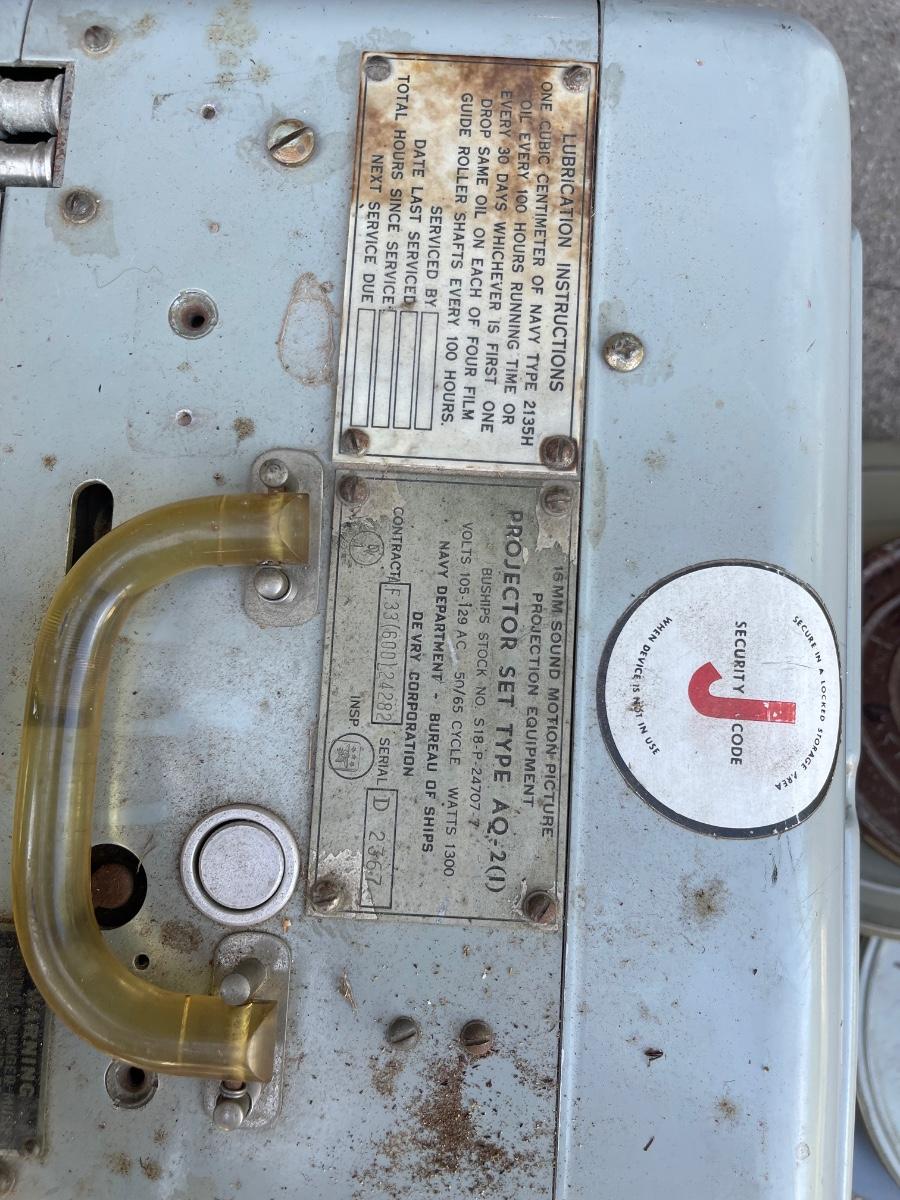 LUBRICATION INSTRUCTIONS
ONE CUBIC CENTIMETER OF NAVY TYPE 2135H
OIL EVERY 100 HOURS RUNNING TIME OR
EVERY 30 DAYS WHICHEVER IS FIRST ONE
DROP SAME OIL ON EACH OF FOUR FILM
GUIDE ROLLER SHAFTS EVERY 100 HOURS.
SERVICED BY
DATE LAST SERVICED
TOTAL HOURS SINCE SERVICE
NEXT SERVICE DUE
16MM SOUND MOTION PICTURE
PROJECTION EQUIPMENT
PROJECTOR SET TYPE AQ-2(1)
BUSHIPS STOCK NO. S18-P-24707-7
VOLTS 105-129 AC 50/65 CYCLE WATTS 1300
NAVY DEPARTMENT - BUREAU OF SHIPS
DE VRY CORPORATION
CONTRACT F33(600)24282 SERIAL D 2367
INSP
SECURE IN A LOCKED STORAGE AREA
SECURITY CODE
J
WHEN DEVICE IS NOT IN USE